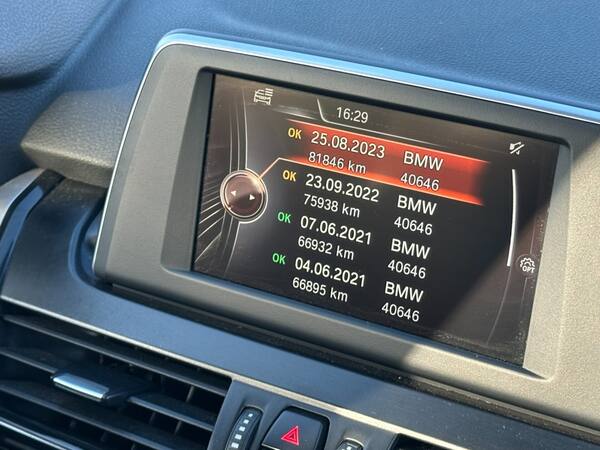 16:29
OK 25.08.2023 BMW
81846 km 40646
OK 23.09.2022 BMW
75938 km 40646
OK 07.06.2021 BMW
66932 km 40646
OK 04.06.2021 BMW
66895 km 40646
OPT